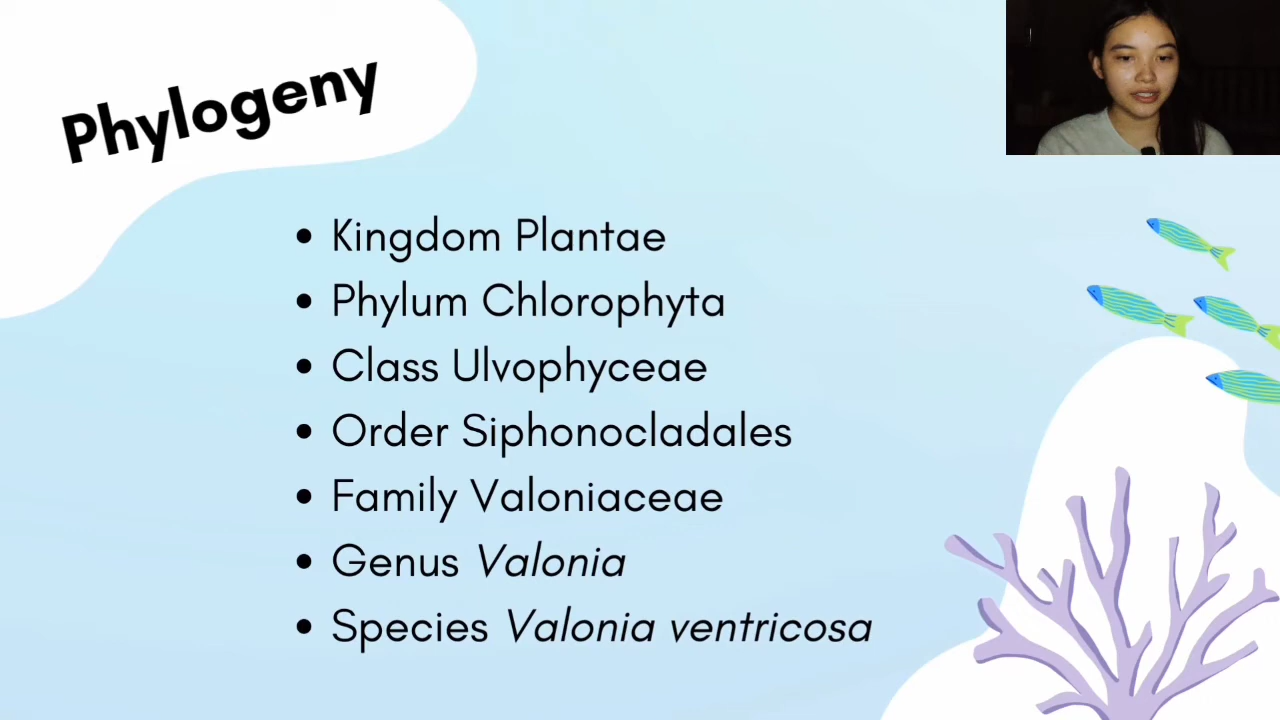 Phylogeny
• Kingdom Plantae
• Phylum Chlorophyta
• Class Ulvophyceae
• Order Siphonocladales
• Family Valoniaceae
• Genus Valonia
• Species Valonia ventricosa